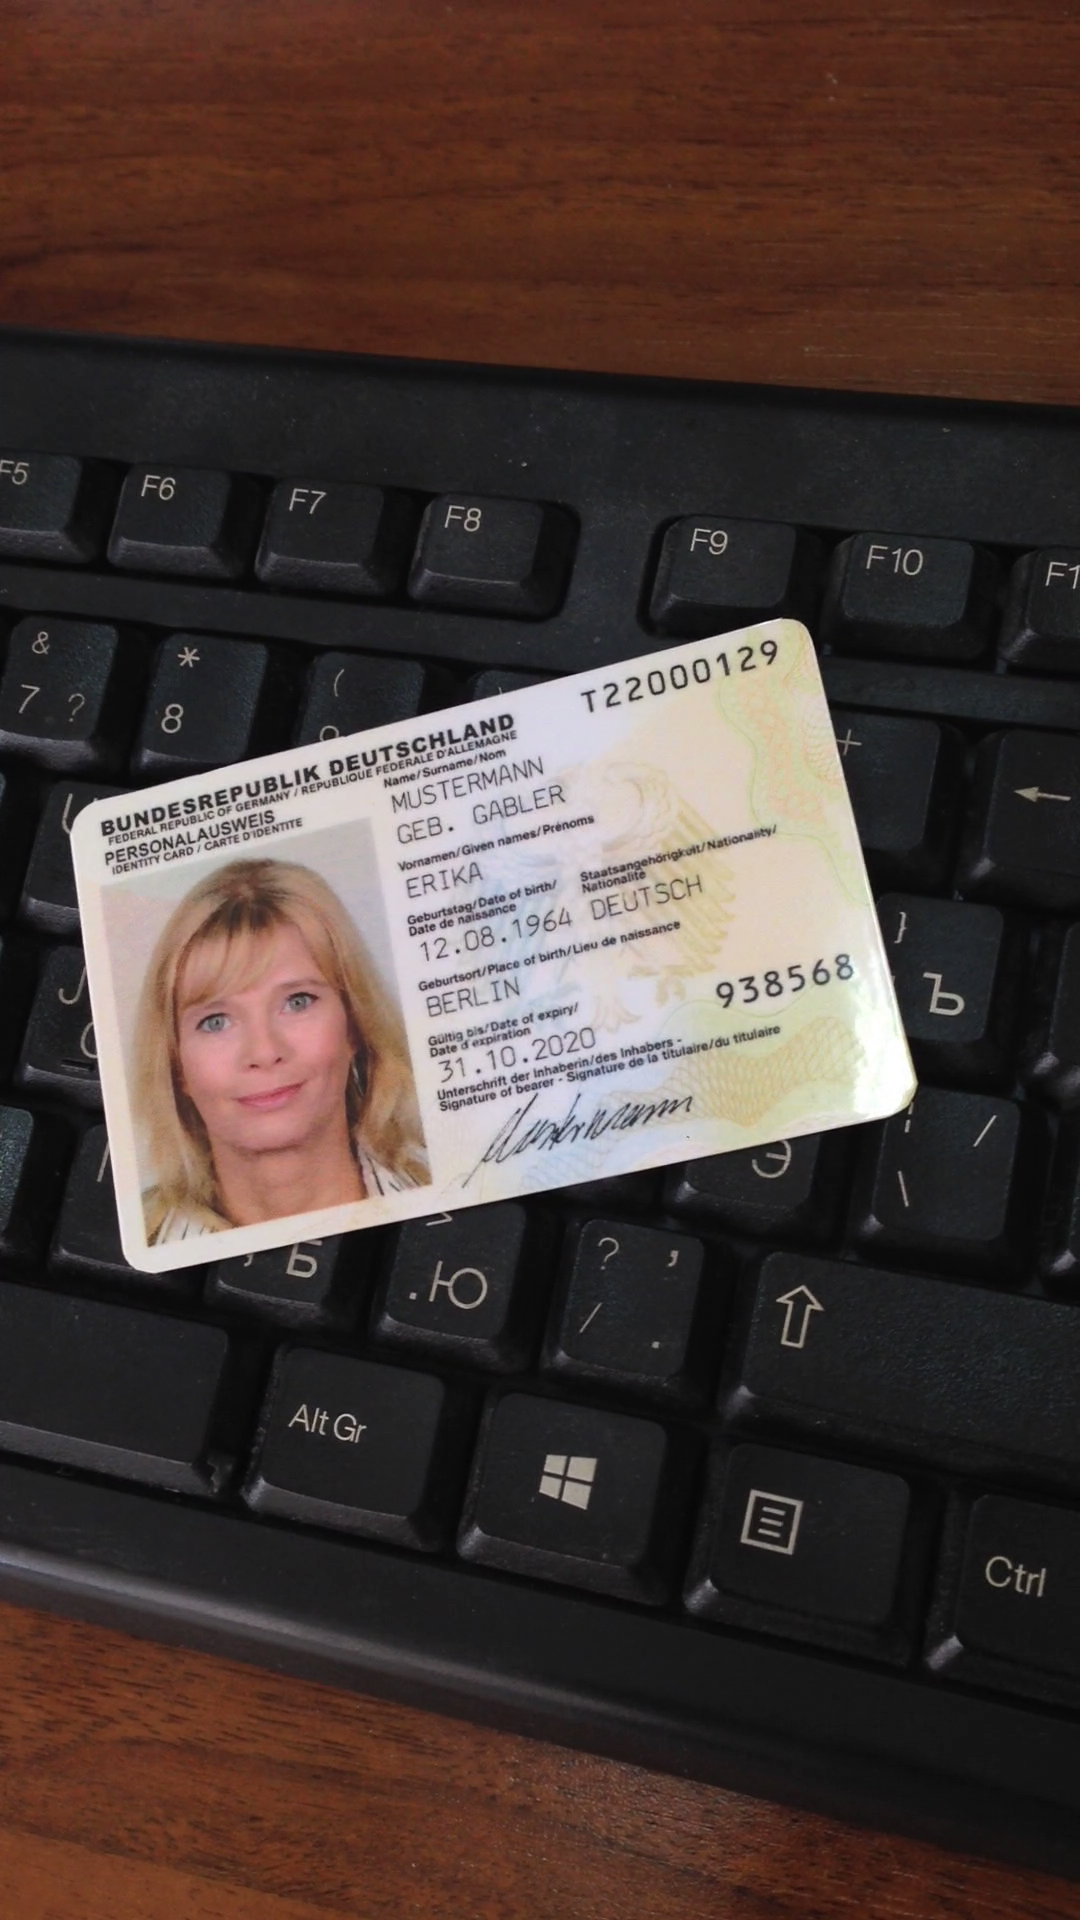 F5 F6 F7 F8 F9 F10 F1
& * ( +
7 ? 8
T22000129
BUNDESREPUBLIK DEUTSCHLAND
FEDERAL REPUBLIC OF GERMANY / REPUBLIQUE FEDERALE D'ALLEMAGNE
PERSONALAUSWEIS
IDENTITY CARD / CARTE D'IDENTITE
Name/Surname/Nom
MUSTERMANN
GEB. GABLER
Vornamen/Given names/Prénoms
ERIKA
Geburtstag/Date of birth/
Date de naissance
12.08.1964
Staatsangehörigkeit/Nationality/
Nationalité
DEUTSCH
Geburtsort/Place of birth/Lieu de naissance
BERLIN
938568
Gültig bis/Date of expiry/
Date d'expiration
31.10.2020
Unterschrift der Inhaberin/des Inhabers -
Signature of bearer - Signature de la titulaire/du titulaire
Mustermann
} Ъ
Э / \
Б . Ю ? , / .
Alt Gr Ctrl